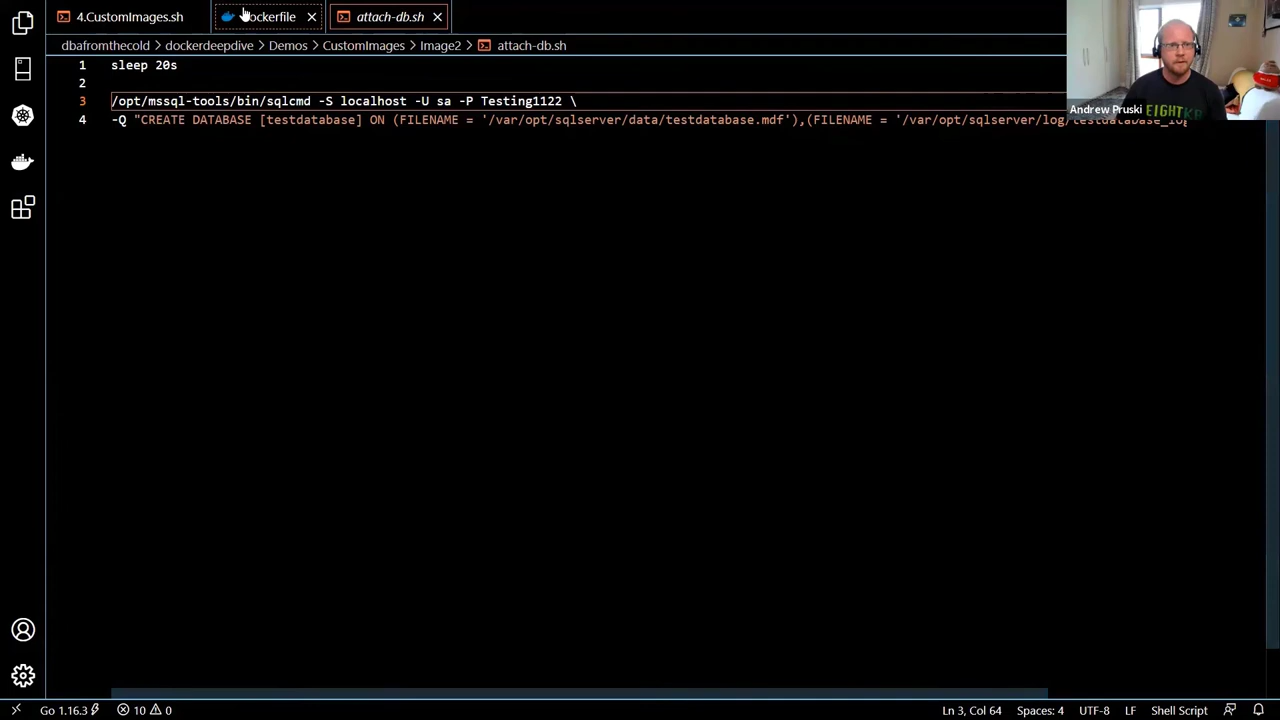 4.CustomImages.sh
dockerfile
attach-db.sh
dbafromthecold > dockerdeepdive > Demos > CustomImages > Image2 > attach-db.sh
1 sleep 20s
2
3 /opt/mssql-tools/bin/sqlcmd -S localhost -U sa -P Testing1122 \
4 -Q "CREATE DATABASE [testdatabase] ON (FILENAME = '/var/opt/sqlserver/data/testdatabase.mdf'),(FILENAME = '/var/opt/sqlserver/log/testdatabase_log
Andrew Pruski
EIGHTKB
Go 1.16.3
10 0
Ln 3, Col 64
Spaces: 4
UTF-8
LF
Shell Script